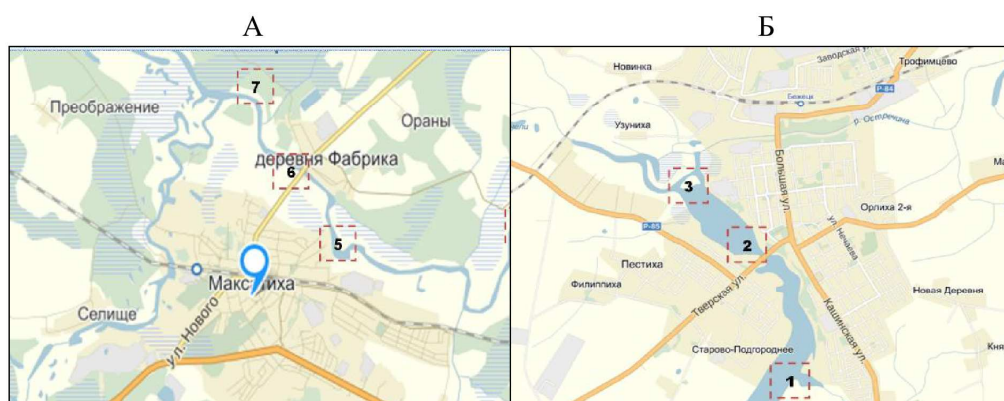 А
7
Преображение
Ораны
деревня Фабрика
6
5
Максатиха
Селище
ул. Нового
Б
Заводская ул.
Новинка
Трофимцево
Бежецк
Р-84
Узуниха
р. Остречина
Большая ул.
3
Орлиха 2-я
ул. Нечаева
Р-85
2
Пестиха
Филиппиха
Тверская ул.
Новая Деревня
Кашинская ул.
Старово-Подгороднее
1